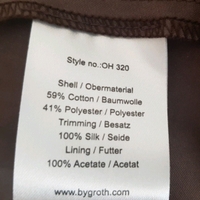 Style no.:OH 320
Shell / Obermaterial
59% Cotton / Baumwolle
41% Polyester / Polyester
Trimming / Besatz
100% Silk / Seide
Lining / Futter
100% Acetate / Acetat
www.bygroth.com